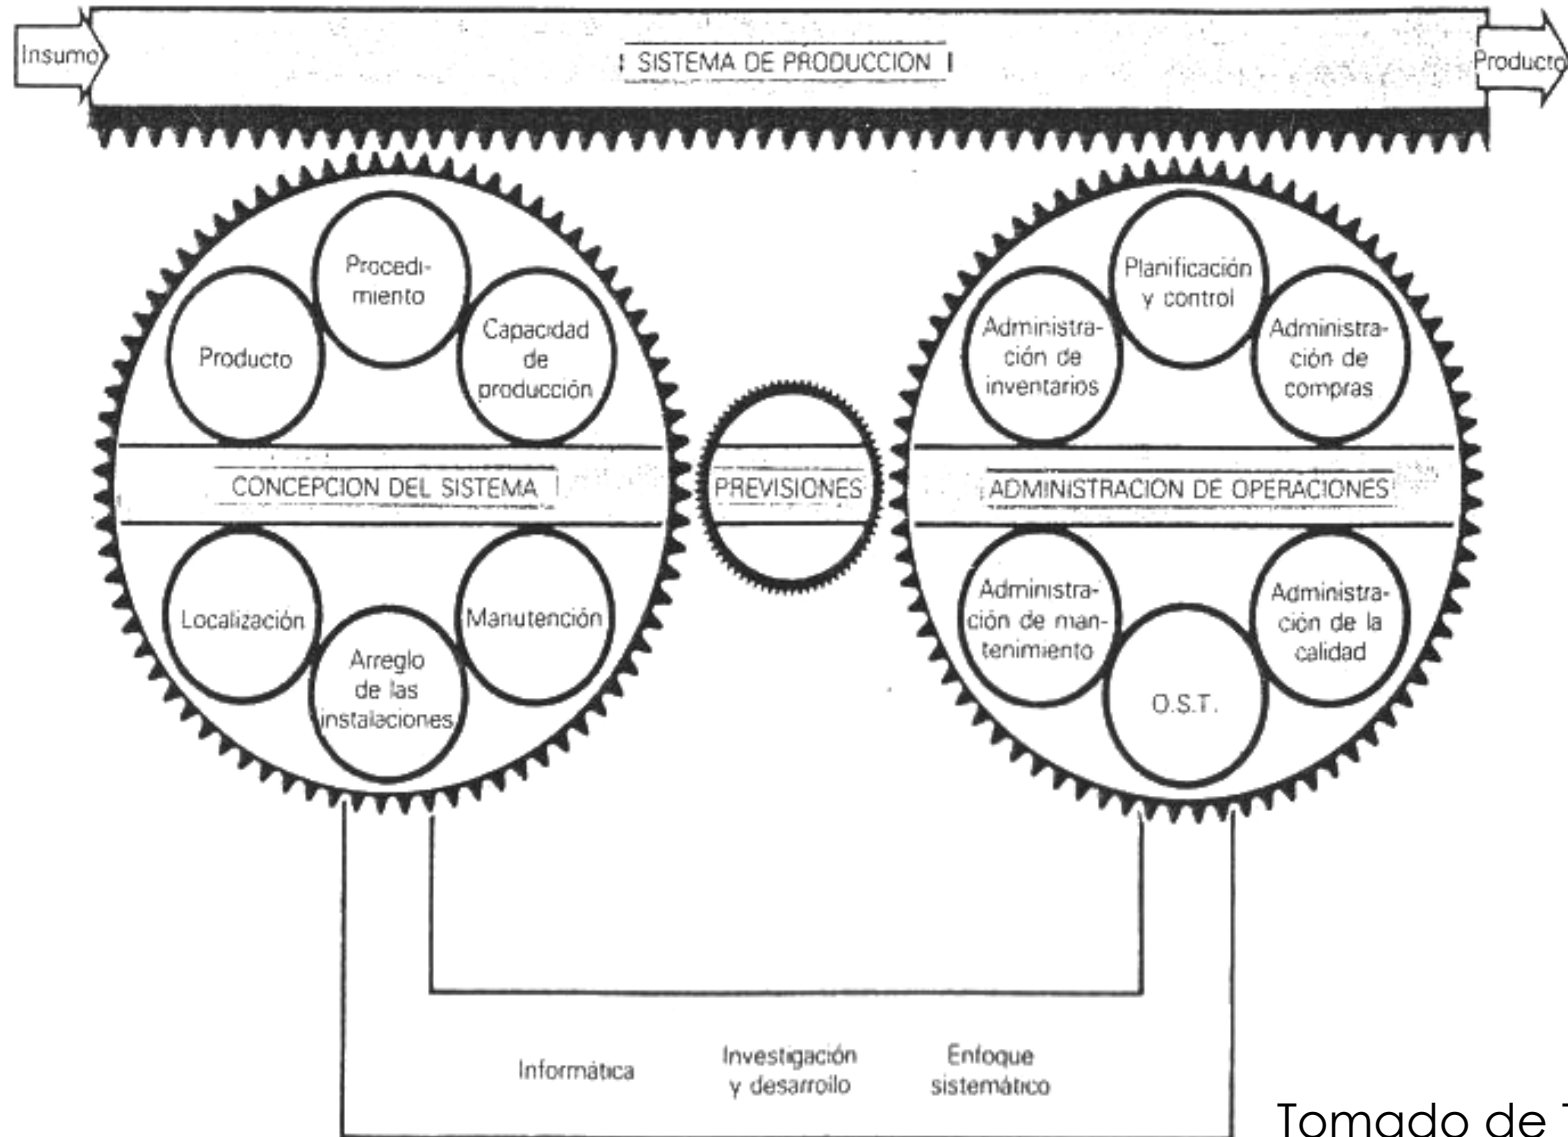 Insumo
SISTEMA DE PRODUCCION
Producto
Procedi-
miento
Producto
Capacidad
de
producción
CONCEPCION DEL SISTEMA
Localización
Arreglo
de las
instalaciones
Manutención
PREVISIONES
Planificación
y control
Administra-
ción de
inventarios
Administra-
ción de
compras
ADMINISTRACION DE OPERACIONES
Administra-
ción de man-
tenimiento
O.S.T.
Administra-
ción de la
calidad
Informática
Investigación
y desarrollo
Enfoque
sistemático
Tomado de